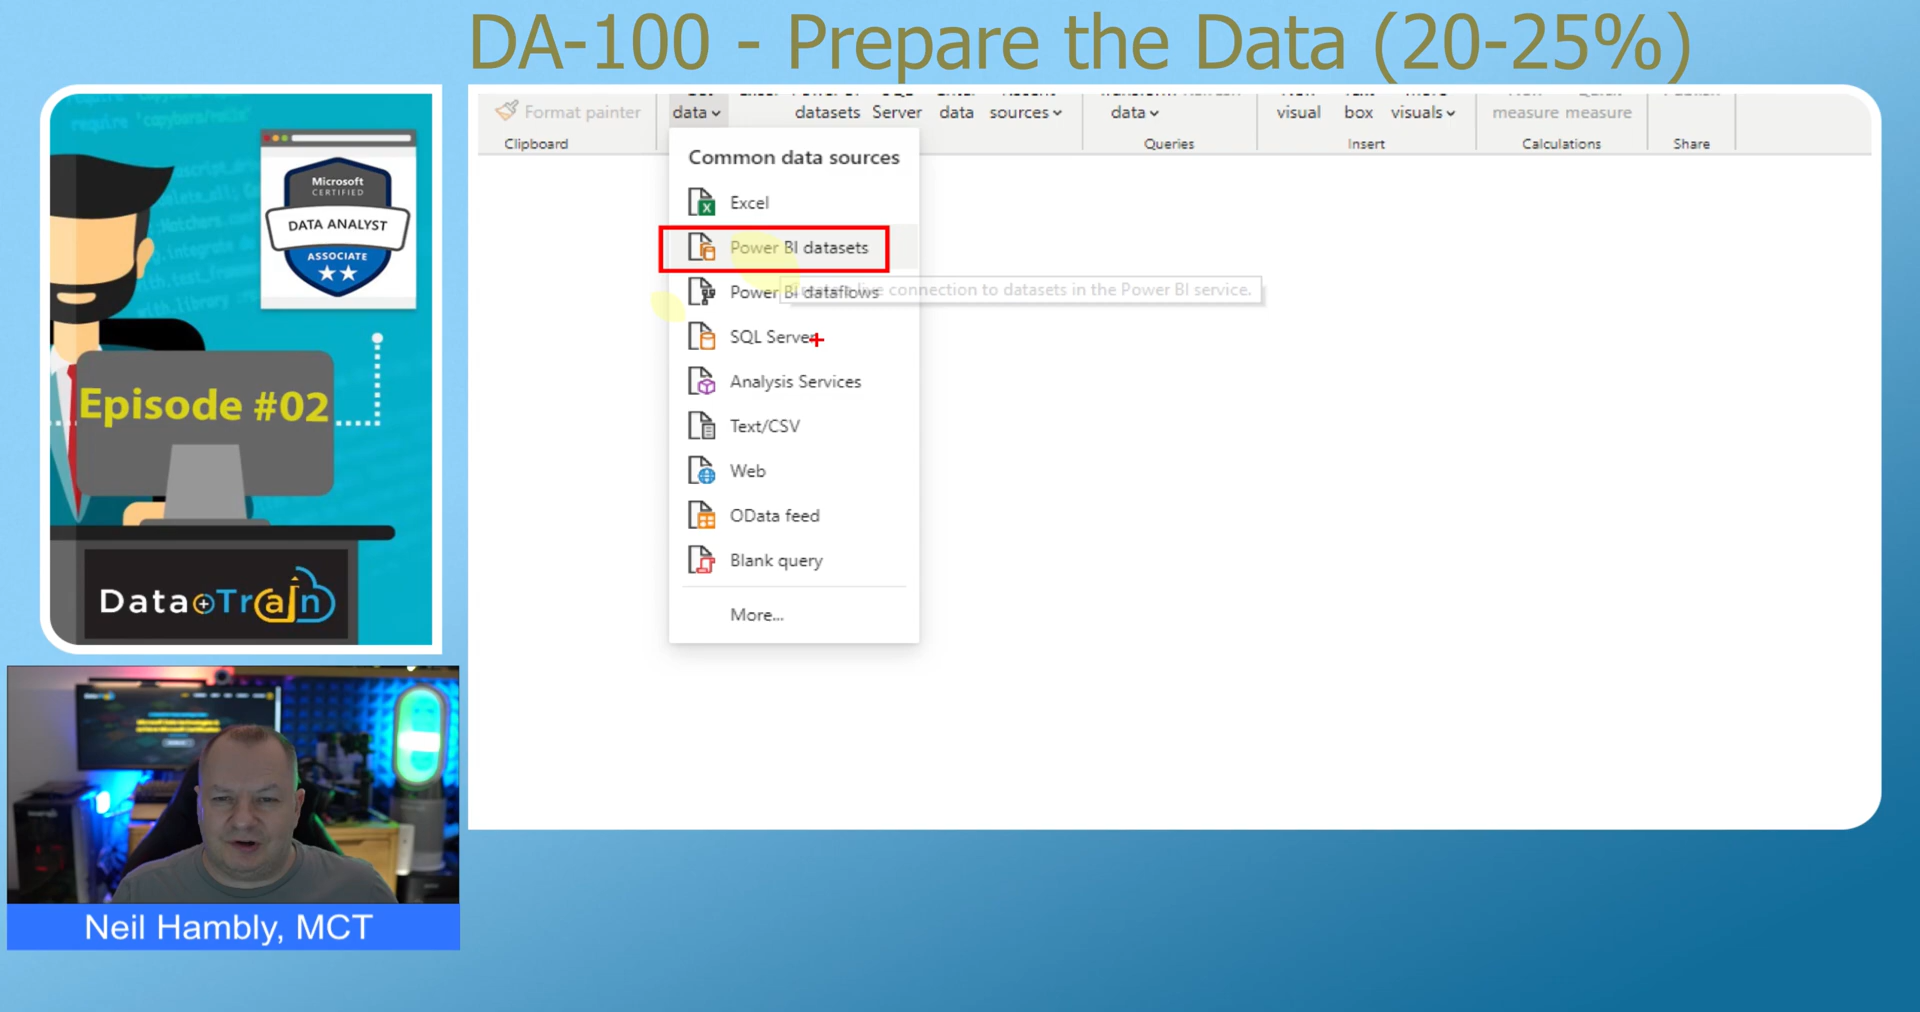 DA-100 - Prepare the Data (20-25%)
Microsoft
CERTIFIED
DATA ANALYST
ASSOCIATE
Episode #02
Data Train
Neil Hambly, MCT
Format painter
data
datasets
Server
data
sources
data
visual
box
visuals
measure measure
Clipboard
Queries
Insert
Calculations
Share
Common data sources
Excel
Power BI datasets
Power BI dataflows
live connection to datasets in the Power BI service.
SQL Server
Analysis Services
Text/CSV
Web
OData feed
Blank query
More...